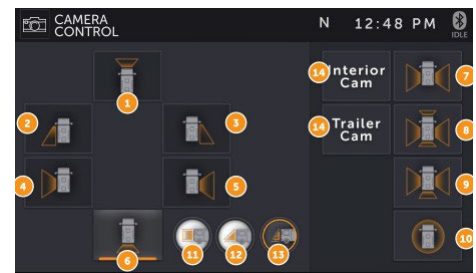 CAMERA
CONTROL
N 12:48 PM
IDLE
1
2
3
4
5
6
7
8
9
10
11
12
13
14 Interior
Cam
14 Trailer
Cam